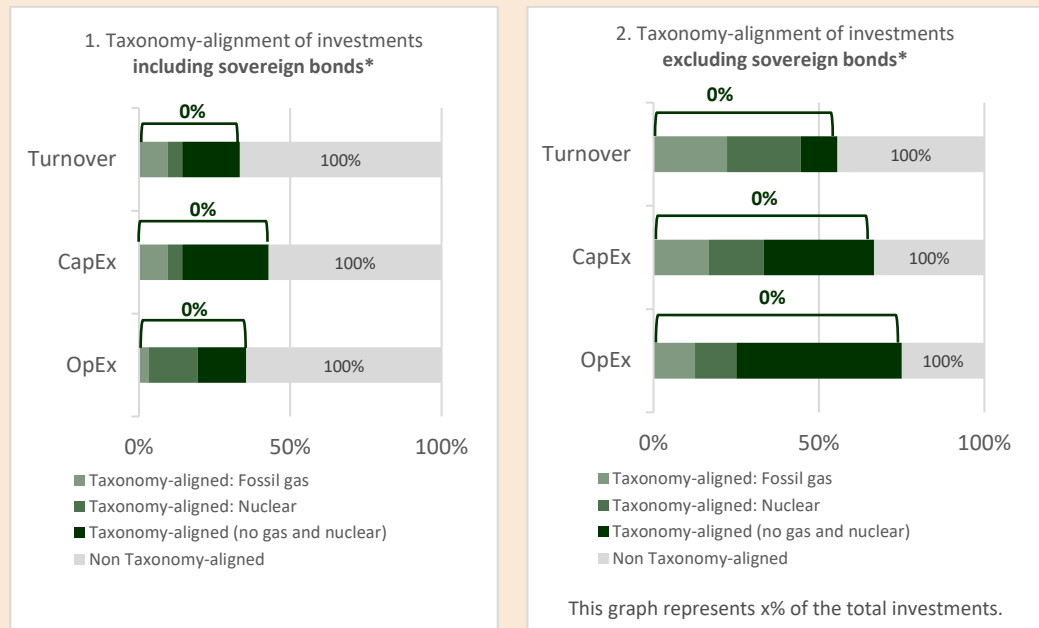 1. Taxonomy-alignment of investments
including sovereign bonds*
0%
Turnover
100%
0%
CapEx
100%
0%
OpEx
100%
0%
50%
100%
Taxonomy-aligned: Fossil gas
Taxonomy-aligned: Nuclear
Taxonomy-aligned (no gas and nuclear)
Non Taxonomy-aligned
2. Taxonomy-alignment of investments
excluding sovereign bonds*
0%
Turnover
100%
0%
CapEx
100%
0%
OpEx
100%
0%
50%
100%
Taxonomy-aligned: Fossil gas
Taxonomy-aligned: Nuclear
Taxonomy-aligned (no gas and nuclear)
Non Taxonomy-aligned
This graph represents x% of the total investments.